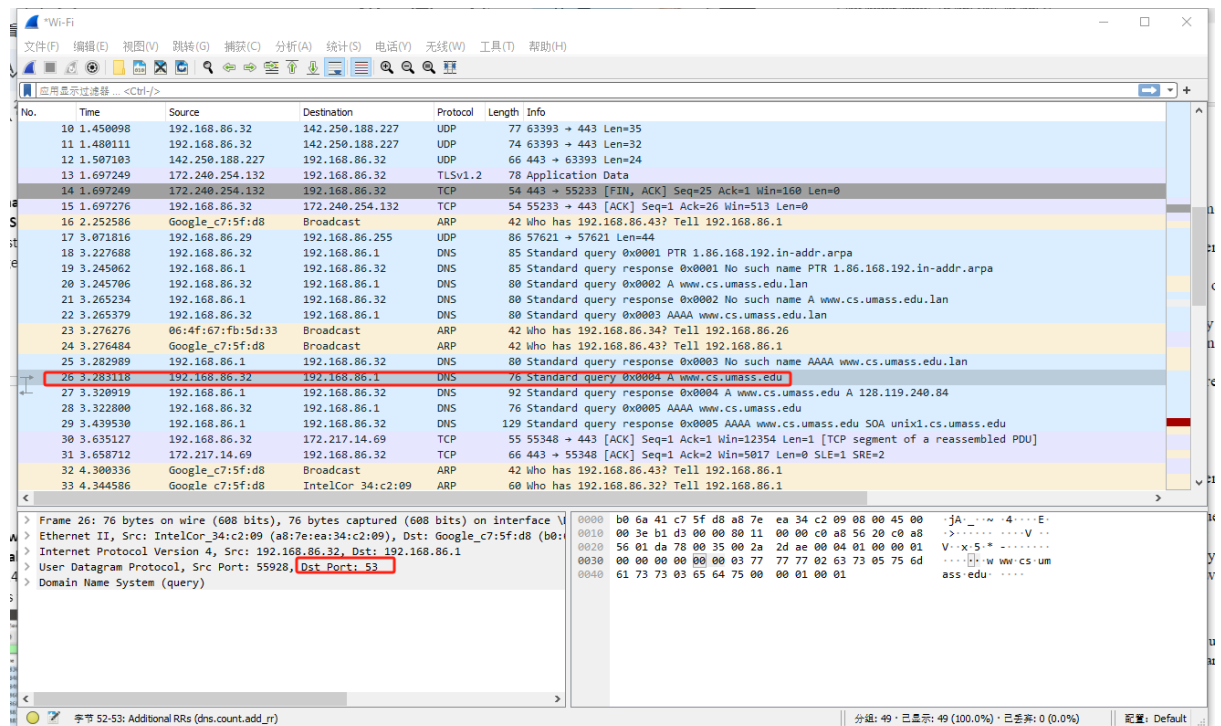 *Wi-Fi
文件(F) 编辑(E) 视图(V) 跳转(G) 捕获(C) 分析(A) 统计(S) 电话(Y) 无线(W) 工具(T) 帮助(H)
应用显示过滤器 … <Ctrl-/>
No. Time Source Destination Protocol Length Info
10 1.450098 192.168.86.32 142.250.188.227 UDP 77 63393 → 443 Len=35
11 1.480111 192.168.86.32 142.250.188.227 UDP 74 63393 → 443 Len=32
12 1.507103 142.250.188.227 192.168.86.32 UDP 66 443 → 63393 Len=24
13 1.697249 172.240.254.132 192.168.86.32 TLSv1.2 78 Application Data
14 1.697249 172.240.254.132 192.168.86.32 TCP 54 443 → 55233 [FIN, ACK] Seq=25 Ack=1 Win=160 Len=0
15 1.697276 192.168.86.32 172.240.254.132 TCP 54 55233 → 443 [ACK] Seq=1 Ack=26 Win=513 Len=0
16 2.252586 Google_c7:5f:d8 Broadcast ARP 42 Who has 192.168.86.43? Tell 192.168.86.1
17 3.071816 192.168.86.29 192.168.86.255 UDP 86 57621 → 57621 Len=44
18 3.227688 192.168.86.32 192.168.86.1 DNS 85 Standard query 0x0001 PTR 1.86.168.192.in-addr.arpa
19 3.245062 192.168.86.1 192.168.86.32 DNS 85 Standard query response 0x0001 No such name PTR 1.86.168.192.in-addr.arpa
20 3.245706 192.168.86.32 192.168.86.1 DNS 80 Standard query 0x0002 A www.cs.umass.edu.lan
21 3.265234 192.168.86.1 192.168.86.32 DNS 80 Standard query response 0x0002 No such name A www.cs.umass.edu.lan
22 3.265379 192.168.86.32 192.168.86.1 DNS 80 Standard query 0x0003 AAAA www.cs.umass.edu.lan
23 3.276276 06:4f:67:fb:5d:33 Broadcast ARP 42 Who has 192.168.86.34? Tell 192.168.86.26
24 3.276484 Google_c7:5f:d8 Broadcast ARP 42 Who has 192.168.86.43? Tell 192.168.86.1
25 3.282989 192.168.86.1 192.168.86.32 DNS 80 Standard query response 0x0003 No such name AAAA www.cs.umass.edu.lan
26 3.283118 192.168.86.32 192.168.86.1 DNS 76 Standard query 0x0004 A www.cs.umass.edu
27 3.320919 192.168.86.1 192.168.86.32 DNS 92 Standard query response 0x0004 A www.cs.umass.edu A 128.119.240.84
28 3.322800 192.168.86.32 192.168.86.1 DNS 76 Standard query 0x0005 AAAA www.cs.umass.edu
29 3.439530 192.168.86.1 192.168.86.32 DNS 129 Standard query response 0x0005 AAAA www.cs.umass.edu SOA unix1.cs.umass.edu
30 3.635127 192.168.86.32 172.217.14.69 TCP 55 55348 → 443 [ACK] Seq=1 Ack=1 Win=12354 Len=1 [TCP segment of a reassembled PDU]
31 3.658712 172.217.14.69 192.168.86.32 TCP 66 443 → 55348 [ACK] Seq=1 Ack=2 Win=5017 Len=0 SLE=1 SRE=2
32 4.300336 Google_c7:5f:d8 Broadcast ARP 42 Who has 192.168.86.43? Tell 192.168.86.1
33 4.344586 Google_c7:5f:d8 IntelCor_34:c2:09 ARP 60 Who has 192.168.86.32? Tell 192.168.86.1
Frame 26: 76 bytes on wire (608 bits), 76 bytes captured (608 bits) on interface \
Ethernet II, Src: IntelCor_34:c2:09 (a8:7e:ea:34:c2:09), Dst: Google_c7:5f:d8 (b0:
Internet Protocol Version 4, Src: 192.168.86.32, Dst: 192.168.86.1
User Datagram Protocol, Src Port: 55928, Dst Port: 53
Domain Name System (query)
0000 b0 6a 41 c7 5f d8 a8 7e ea 34 c2 09 08 00 45 00 ·jA·_··~ ·4····E·
0010 00 3e b1 d3 00 00 80 11 00 00 c0 a8 56 20 c0 a8 ·>······ ····V ··
0020 56 01 da 78 00 35 00 2a 2d ae 00 04 01 00 00 01 V··x·5·* -·······
0030 00 00 00 00 00 00 03 77 77 77 02 63 73 05 75 6d ·······w ww·cs·um
0040 61 73 73 03 65 64 75 00 00 01 00 01 ass·edu· ····
字节 52-53: Additional RRs (dns.count.add_rr)
分组: 49 · 已显示: 49 (100.0%) · 已丢弃: 0 (0.0%)
配置: Default